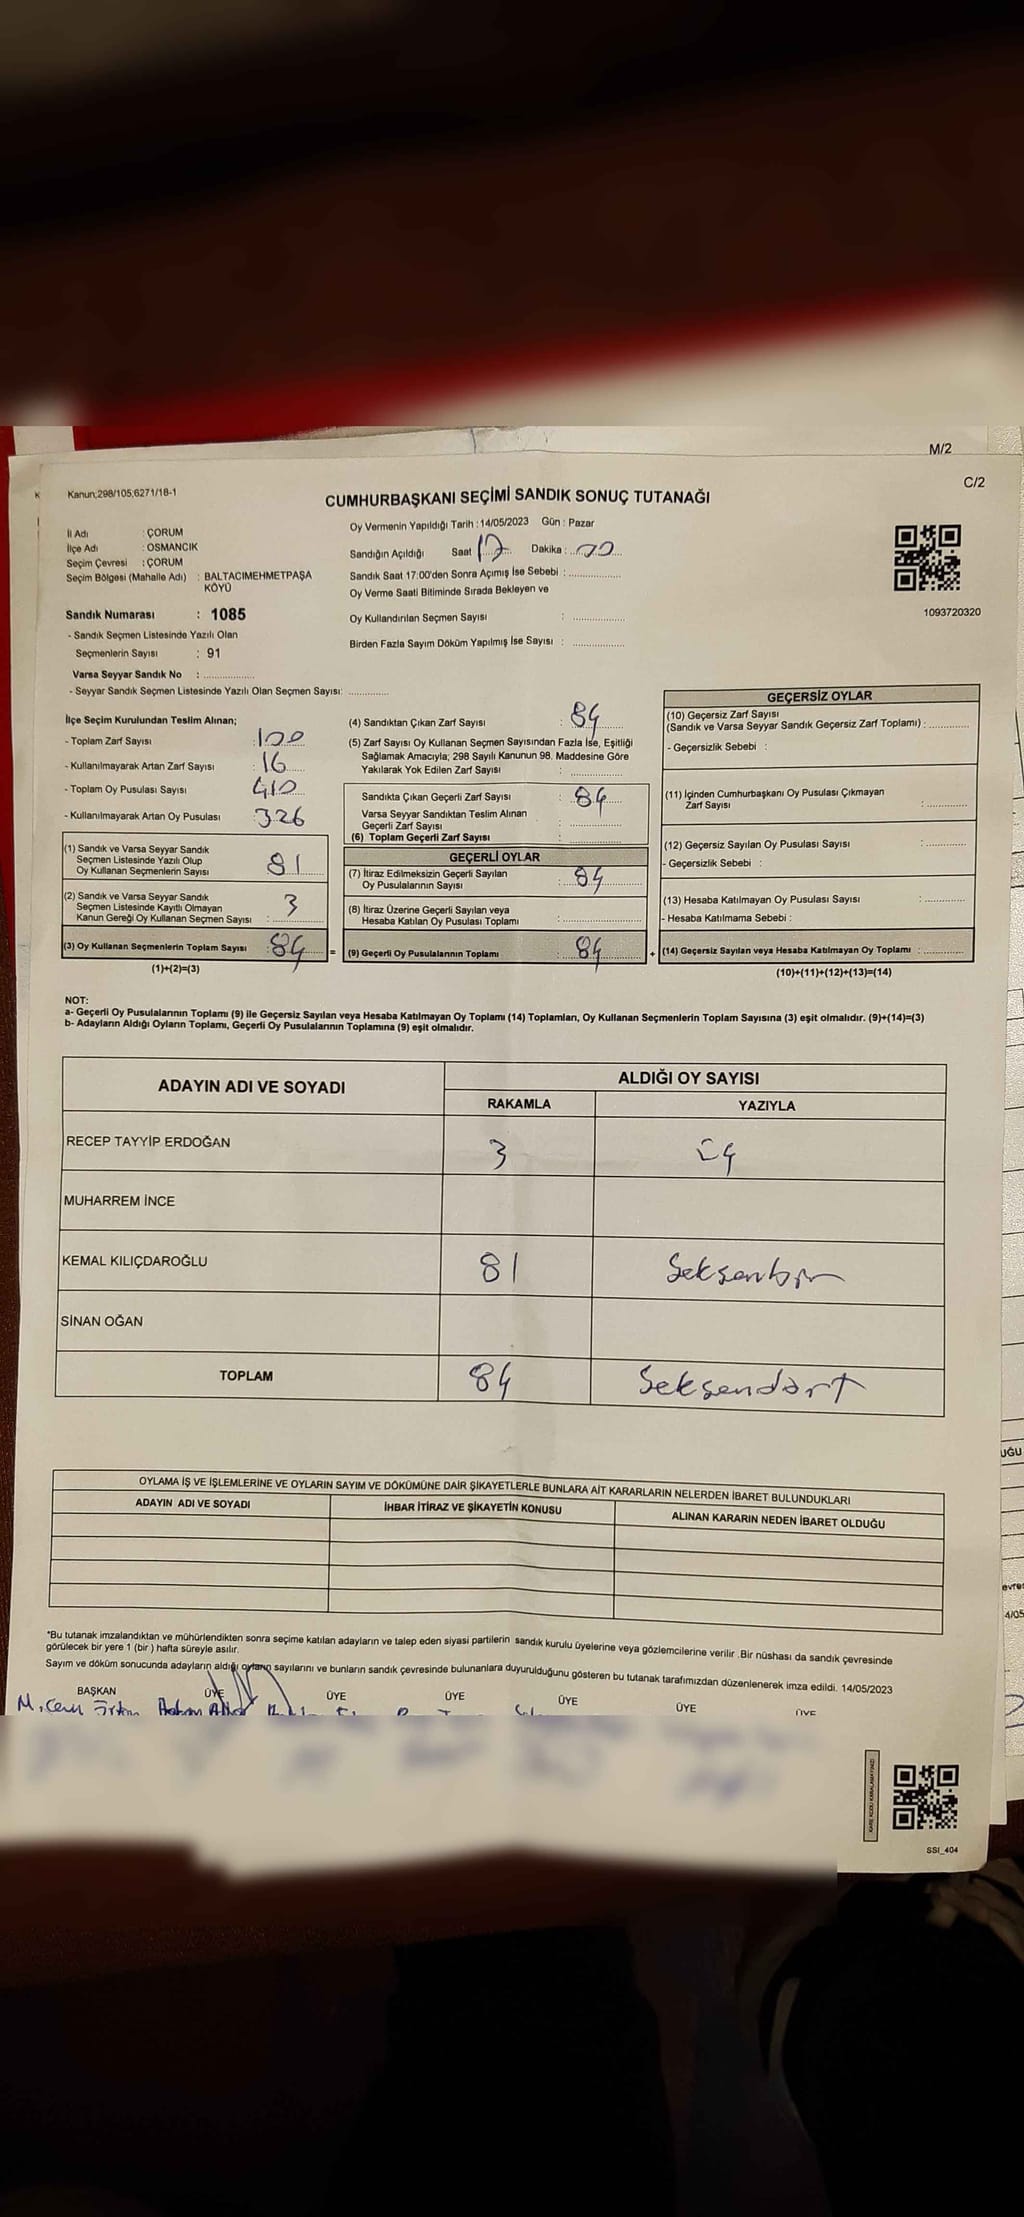 M/2
C/2
Kanun;298/105;6271/18-1
CUMHURBAŞKANI SEÇİMİ SANDIK SONUÇ TUTANAĞI
İl Adı : ÇORUM
İlçe Adı : OSMANCIK
Seçim Çevresi : ÇORUM
Seçim Bölgesi (Mahalle Adı) : BALTACIMEHMETPAŞA
KÖYÜ
Sandık Numarası : 1085
- Sandık Seçmen Listesinde Yazılı Olan
Seçmenlerin Sayısı : 91
Varsa Seyyar Sandık No : ..............
- Seyyar Sandık Seçmen Listesinde Yazılı Olan Seçmen Sayısı: ............
Oy Vermenin Yapıldığı Tarih : 14/05/2023 Gün : Pazar
Sandığın Açıldığı Saat : 17 Dakika : 00
Sandık Saat 17:00'den Sonra Açımış İse Sebebi : ................
Oy Verme Saati Bitiminde Sırada Bekleyen ve
Oy Kullandırılan Seçmen Sayısı : ................
Birden Fazla Sayım Döküm Yapılmış İse Sayısı : ................
1093720320
İlçe Seçim Kurulundan Teslim Alınan;
- Toplam Zarf Sayısı : 100
- Kullanılmayarak Artan Zarf Sayısı : 16
- Toplam Oy Pusulası Sayısı : 410
- Kullanılmayarak Artan Oy Pusulası : 326
(1) Sandık ve Varsa Seyyar Sandık
Seçmen Listesinde Yazılı Olup
Oy Kullanan Seçmenlerin Sayısı : 81
(2) Sandık ve Varsa Seyyar Sandık
Seçmen Listesinde Kayıtlı Olmayan
Kanun Gereği Oy Kullanan Seçmen Sayısı : 3
(3) Oy Kullanan Seçmenlerin Toplam Sayısı : 84 =
(1)+(2)=(3)
(4) Sandıktan Çıkan Zarf Sayısı : 84
(5) Zarf Sayısı Oy Kullanan Seçmen Sayısından Fazla İse, Eşitliği
Sağlamak Amacıyla; 298 Sayılı Kanunun 98. Maddesine Göre
Yakılarak Yok Edilen Zarf Sayısı : ................
Sandıkta Çıkan Geçerli Zarf Sayısı : 84
Varsa Seyyar Sandıktan Teslim Alınan
Geçerli Zarf Sayısı : ................
(6) Toplam Geçerli Zarf Sayısı :
GEÇERLİ OYLAR
(7) İtiraz Edilmeksizin Geçerli Sayılan
Oy Pusulalarının Sayısı : 84
(8) İtiraz Üzerine Geçerli Sayılan veya
Hesaba Katılan Oy Pusulası Toplamı : ................
(9) Geçerli Oy Pusulalarının Toplamı : 84 +
GEÇERSİZ OYLAR
(10) Geçersiz Zarf Sayısı
(Sandık ve Varsa Seyyar Sandık Geçersiz Zarf Toplamı) : ............
- Geçersizlik Sebebi :
(11) İçinden Cumhurbaşkanı Oy Pusulası Çıkmayan
Zarf Sayısı : ............
(12) Geçersiz Sayılan Oy Pusulası Sayısı : ............
- Geçersizlik Sebebi :
(13) Hesaba Katılmayan Oy Pusulası Sayısı : ............
- Hesaba Katılmama Sebebi :
(14) Geçersiz Sayılan veya Hesaba Katılmayan Oy Toplamı : ............
(10)+(11)+(12)+(13)=(14)
NOT:
a- Geçerli Oy Pusulalarının Toplamı (9) ile Geçersiz Sayılan veya Hesaba Katılmayan Oy Toplamı (14) Toplamları, Oy Kullanan Seçmenlerin Toplam Sayısına (3) eşit olmalıdır. (9)+(14)=(3)
b- Adayların Aldığı Oyların Toplamı, Geçerli Oy Pusulalarının Toplamına (9) eşit olmalıdır.
ADAYIN ADI VE SOYADI ALDIĞI OY SAYISI
RAKAMLA YAZIYLA
RECEP TAYYİP ERDOĞAN 3 üç
MUHARREM İNCE
KEMAL KILIÇDAROĞLU 81 Seksenbir
SİNAN OĞAN
TOPLAM 84 Seksendört
OYLAMA İŞ VE İŞLEMLERİNE VE OYLARIN SAYIM VE DÖKÜMÜNE DAİR ŞİKAYETLERLE BUNLARA AİT KARARLARIN NELERDEN İBARET BULUNDUKLARI
ADAYIN ADI VE SOYADI İHBAR İTİRAZ VE ŞİKAYETİN KONUSU ALINAN KARARIN NEDEN İBARET OLDUĞU
*Bu tutanak imzalandıktan ve mühürlendikten sonra seçime katılan adayların ve talep eden siyasi partilerin sandık kurulu üyelerine veya gözlemcilerine verilir .Bir nüshası da sandık çevresinde
görülecek bir yere 1 (bir ) hafta süreyle asılır.
Sayım ve döküm sonucunda adayların aldığı oyların sayılarını ve bunların sandık çevresinde bulunanlara duyurulduğunu gösteren bu tutanak tarafımızdan düzenlenerek imza edildi. 14/05/2023
BAŞKAN ÜYE ÜYE ÜYE ÜYE ÜYE ÜYE
SSI_404